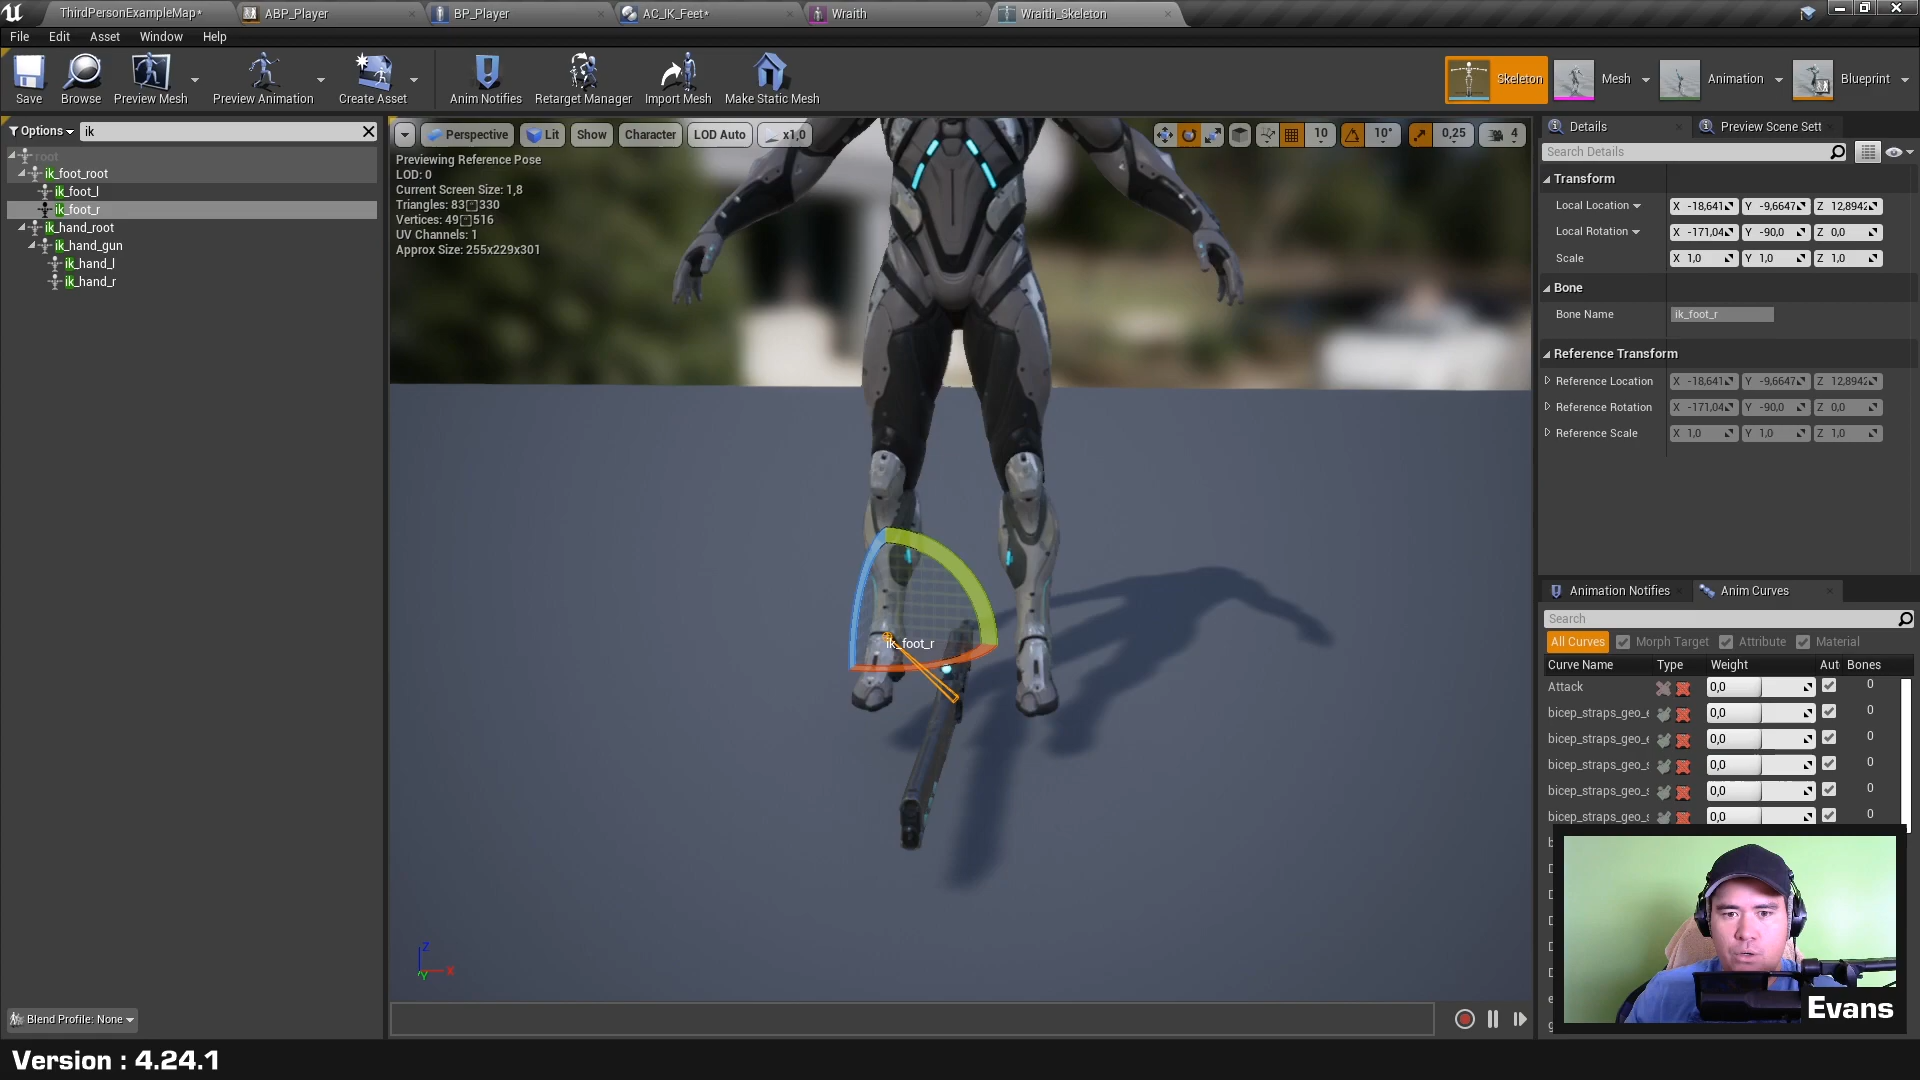 ThirdPersonExampleMap*
ABP_Player
BP_Player
AC_IK_Feet*
Wraith
Wraith_Skeleton
File Edit Asset Window Help
Save
Browse
Preview Mesh
Preview Animation
Create Asset
Anim Notifies
Retarget Manager
Import Mesh
Make Static Mesh
Skeleton
Mesh
Animation
Blueprint
Options
ik
root
ik_foot_root
ik_foot_l
ik_foot_r
ik_hand_root
ik_hand_gun
ik_hand_l
ik_hand_r
Blend Profile: None
Perspective Lit Show Character LOD Auto x1,0
10 10° 0,25 4
Previewing Reference Pose
LOD: 0
Current Screen Size: 1,8
Triangles: 83 330
Vertices: 49 516
UV Channels: 1
Approx Size: 255x229x301
ik_foot_r
Z
X
Y
Details
Preview Scene Sett
Search Details
Transform
Local Location X -18,641 Y -9,6647 Z 12,8942
Local Rotation X -171,04 Y -90,0 Z 0,0
Scale X 1,0 Y 1,0 Z 1,0
Bone
Bone Name ik_foot_r
Reference Transform
Reference Location X -18,641 Y -9,6647 Z 12,8942
Reference Rotation X -171,04 Y -90,0 Z 0,0
Reference Scale X 1,0 Y 1,0 Z 1,0
Animation Notifies
Anim Curves
Search
All Curves Morph Target Attribute Material
Curve Name Type Weight Aut Bones
Attack 0,0 0
bicep_straps_geo_e 0,0 0
bicep_straps_geo_e 0,0 0
bicep_straps_geo_s 0,0 0
bicep_straps_geo_s 0,0 0
bicep_straps_geo_s 0,0 0
Evans
Version : 4.24.1